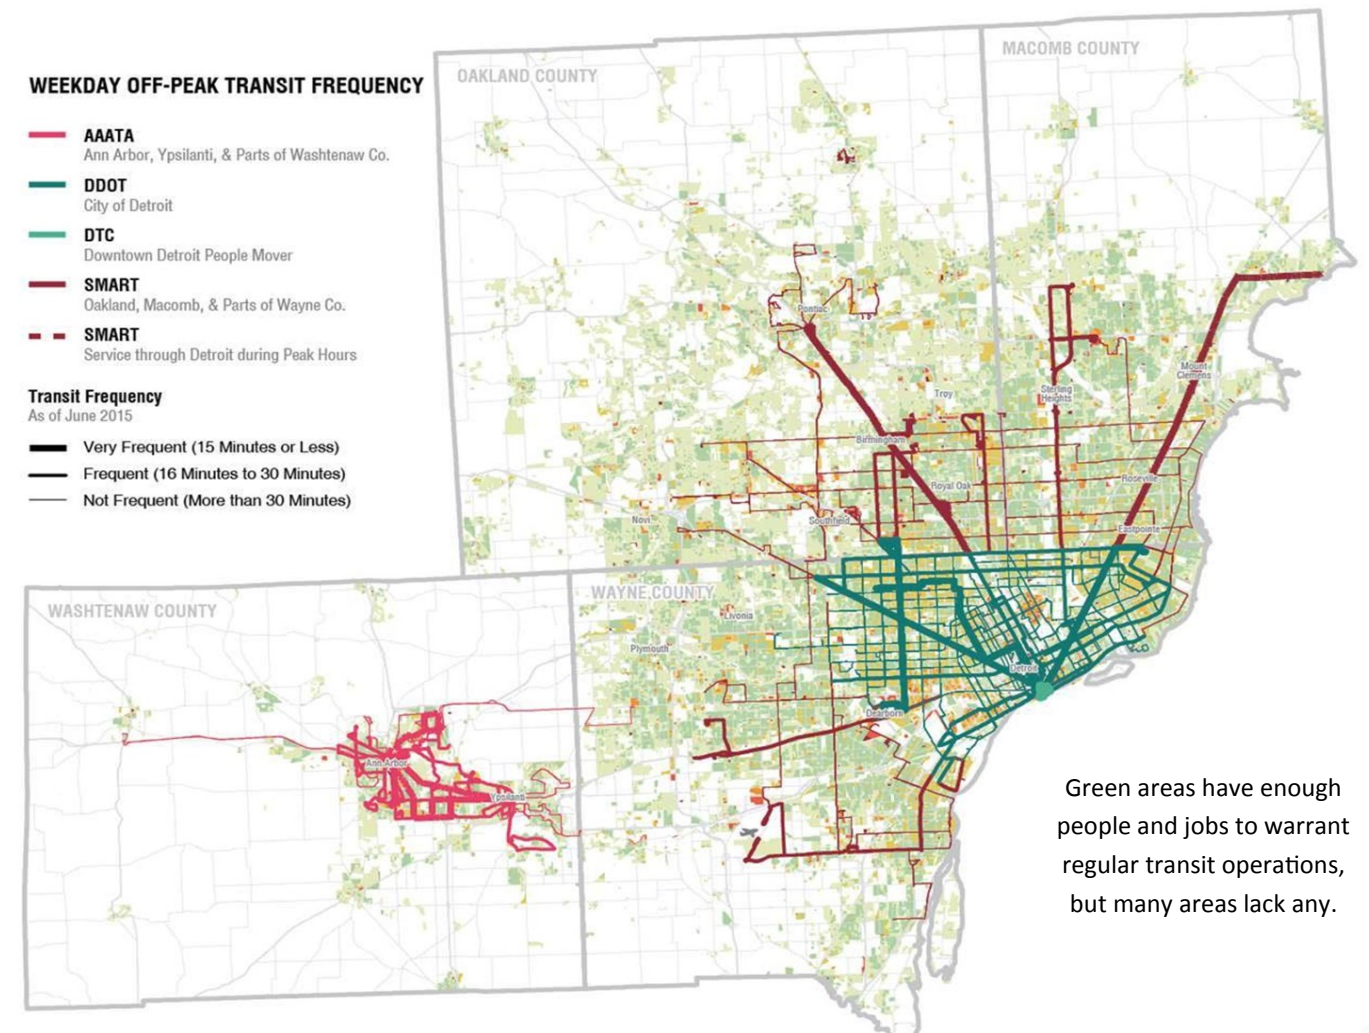 WEEKDAY OFF-PEAK TRANSIT FREQUENCY
AAATA
Ann Arbor, Ypsilanti, & Parts of Washtenaw Co.
DDOT
City of Detroit
DTC
Downtown Detroit People Mover
SMART
Oakland, Macomb, & Parts of Wayne Co.
SMART
Service through Detroit during Peak Hours
Transit Frequency
As of June 2015
Very Frequent (15 Minutes or Less)
Frequent (16 Minutes to 30 Minutes)
Not Frequent (More than 30 Minutes)
OAKLAND COUNTY
MACOMB COUNTY
Pontiac
Mount
Clemens
Sterling
Heights
Troy
Birmingham
Royal Oak
Roseville
Novi
Southfield
Eastpointe
WASHTENAW COUNTY
WAYNE COUNTY
Livonia
Plymouth
Detroit
Dearborn
Ann Arbor
Ypsilanti
Green areas have enough
people and jobs to warrant
regular transit operations,
but many areas lack any.